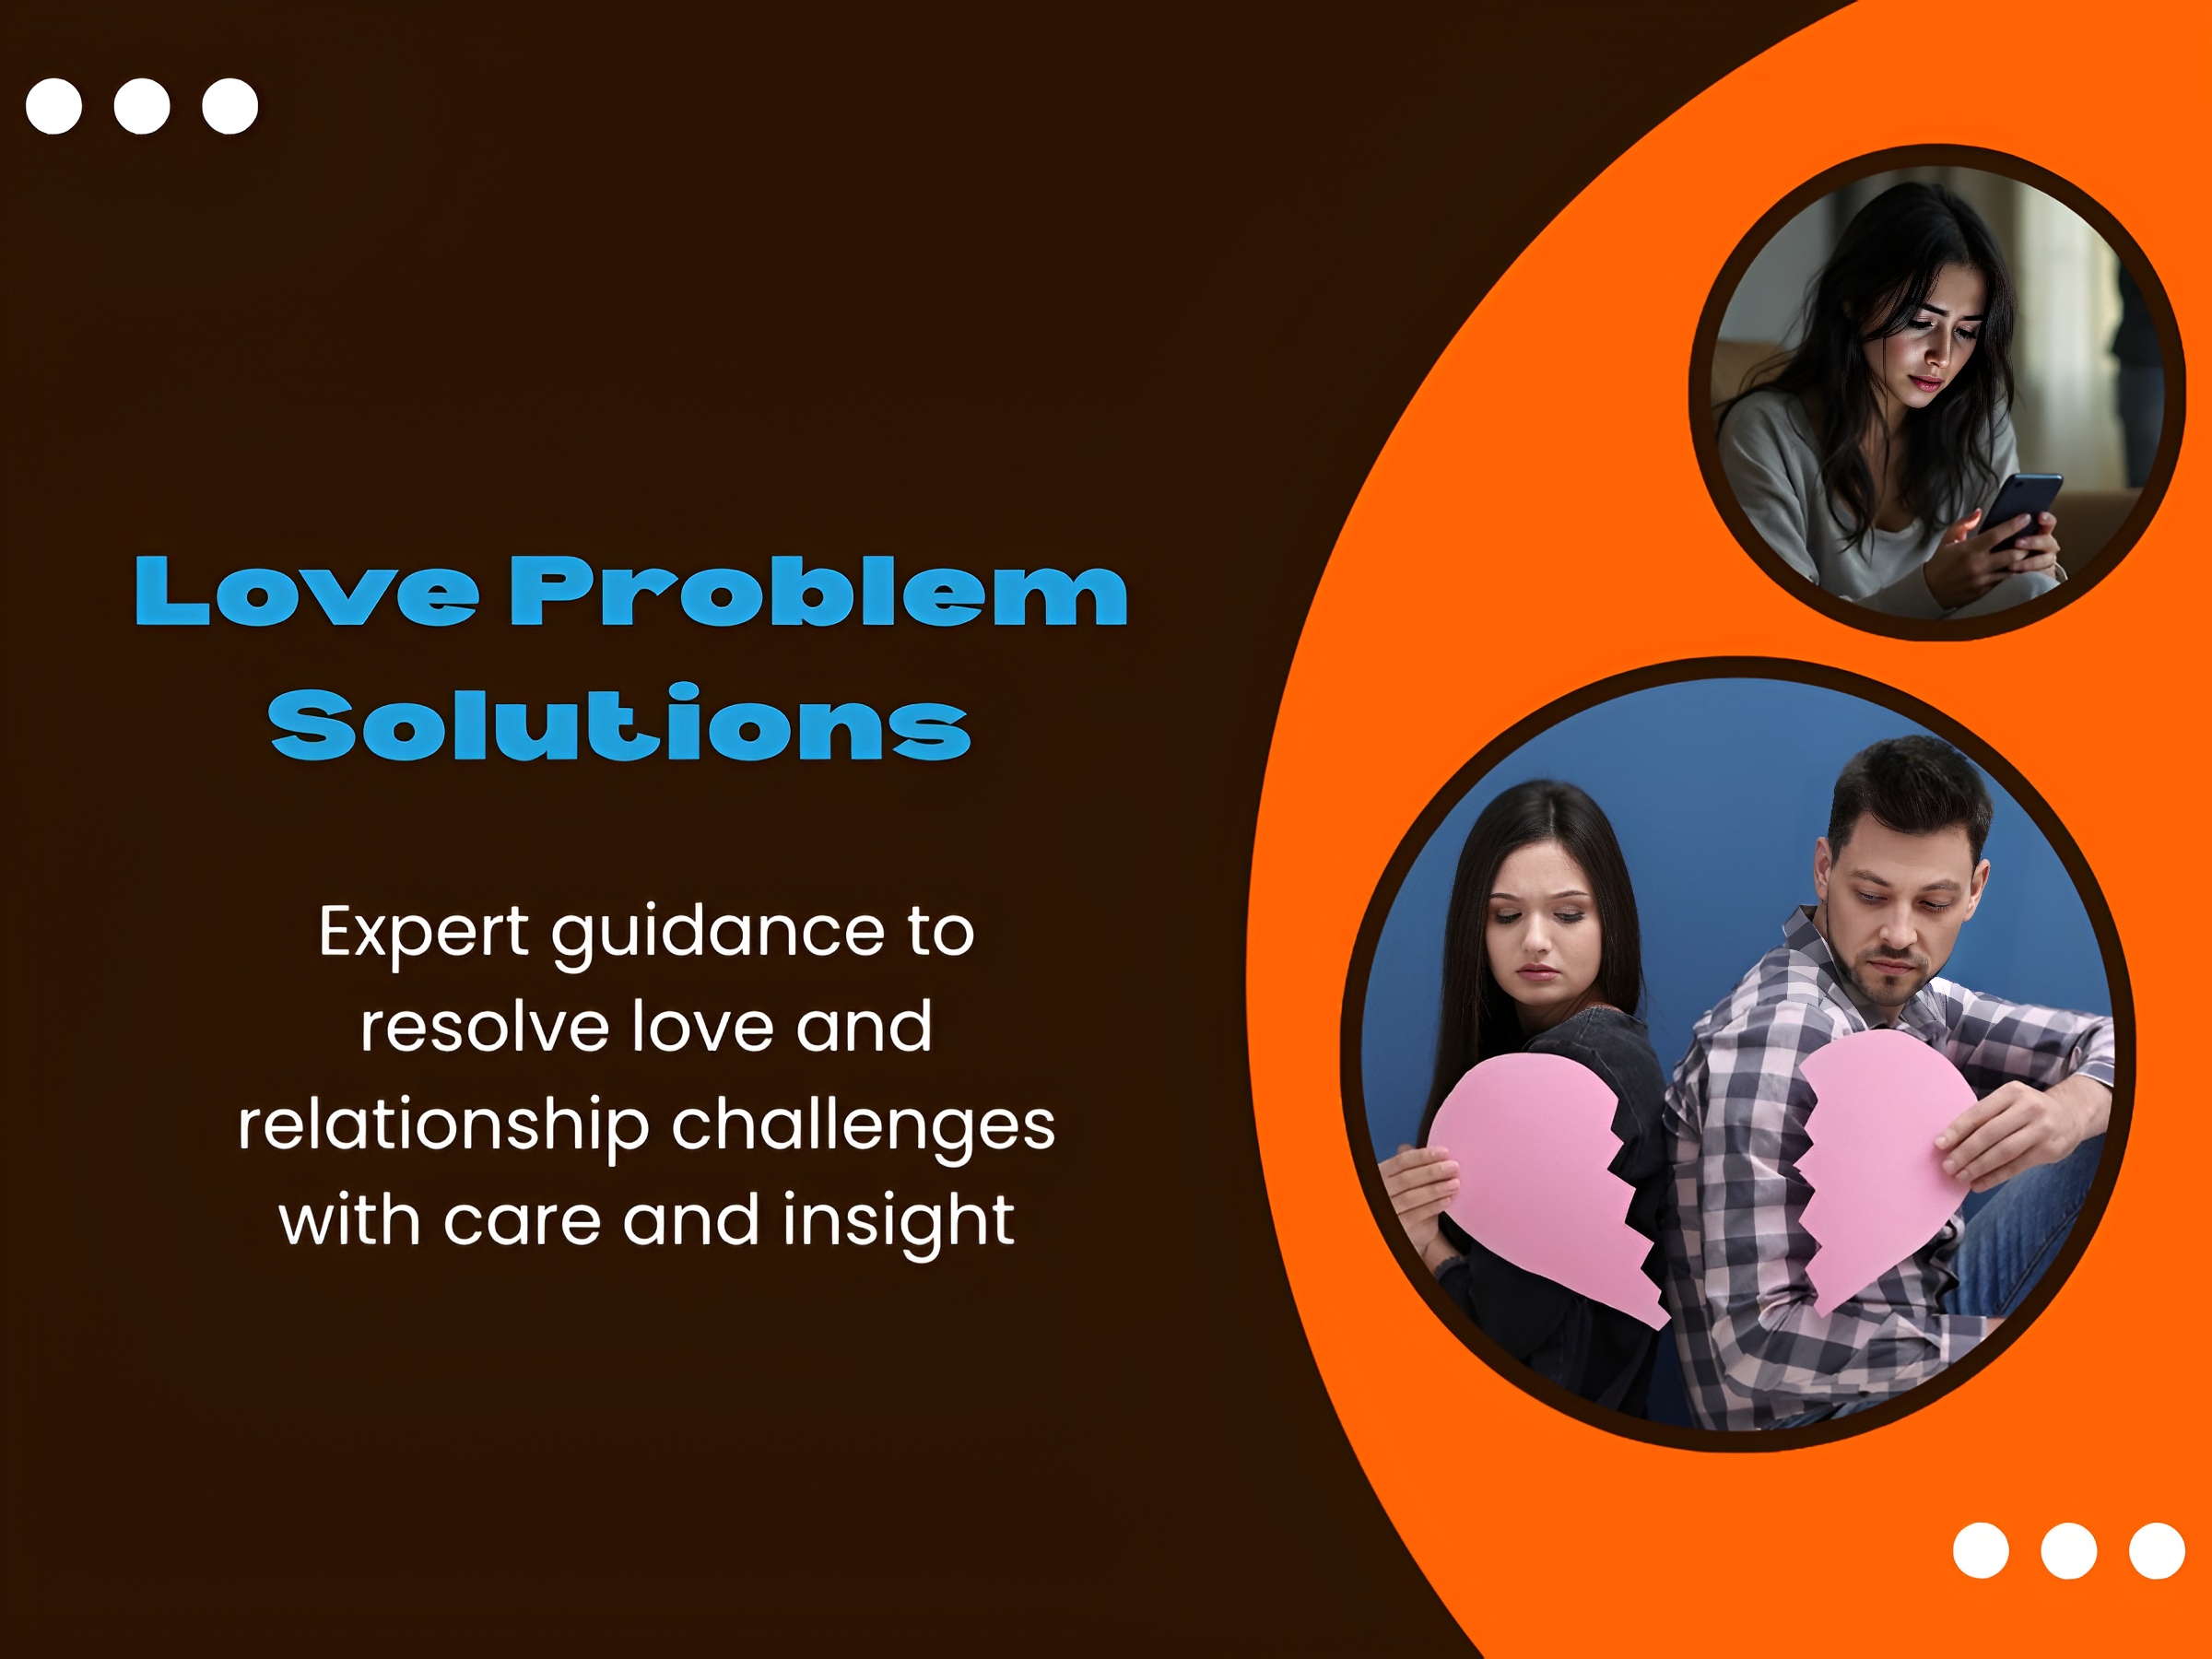 Love Problem
Solutions
Expert guidance to
resolve love and
relationship challenges
with care and insight